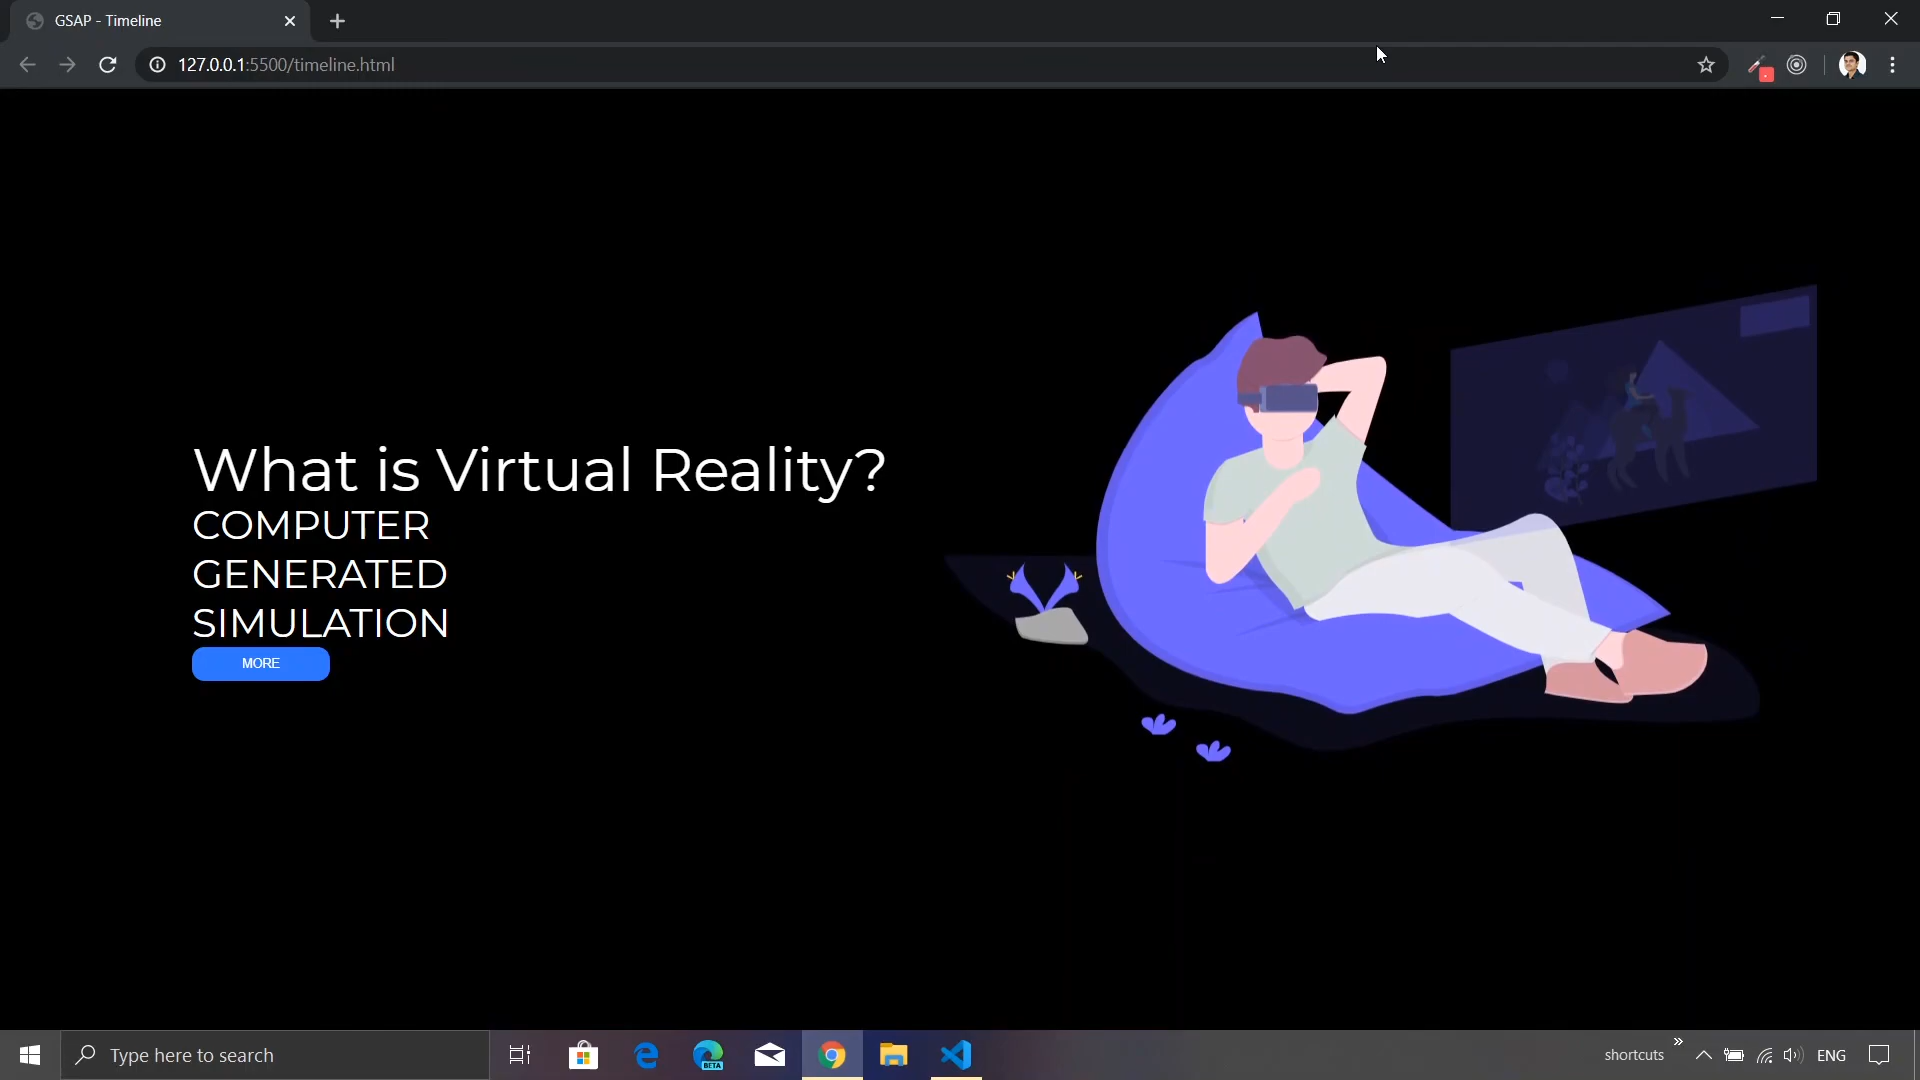 GSAP - Timeline
127.0.0.1:5500/timeline.html
What is Virtual Reality?
COMPUTER
GENERATED
SIMULATION
MORE
Type here to search
BETA
shortcuts
ENG